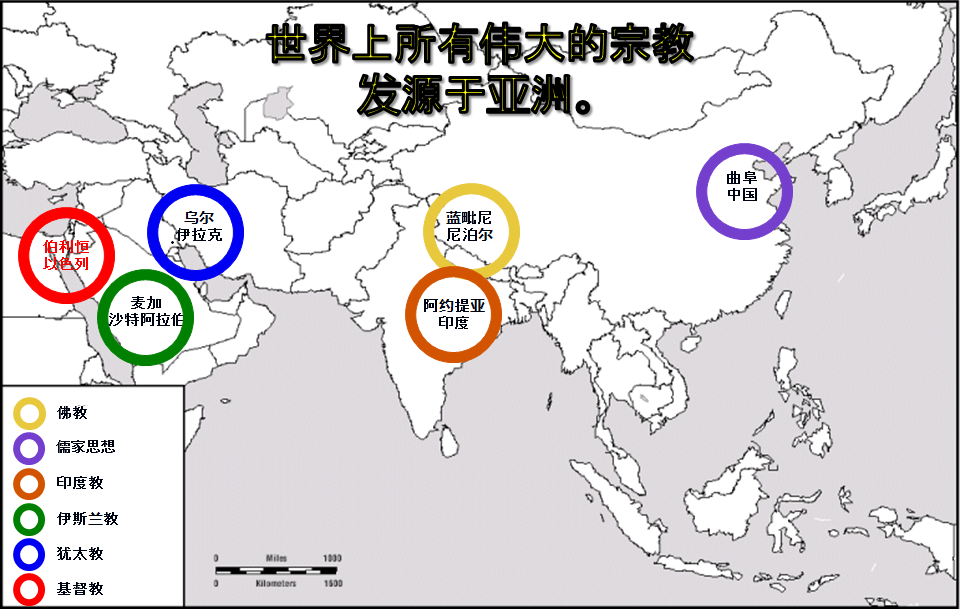 世界上所有伟大的宗教
发源于亚洲。
曲阜
中国
乌尔
伊拉克
蓝毗尼
尼泊尔
伯利恒
以色列
麦加
沙特阿拉伯
阿约提亚
印度
佛教
儒家思想
印度教
伊斯兰教
犹太教
基督教
0 Miles 1000
0 Kilometers 1600